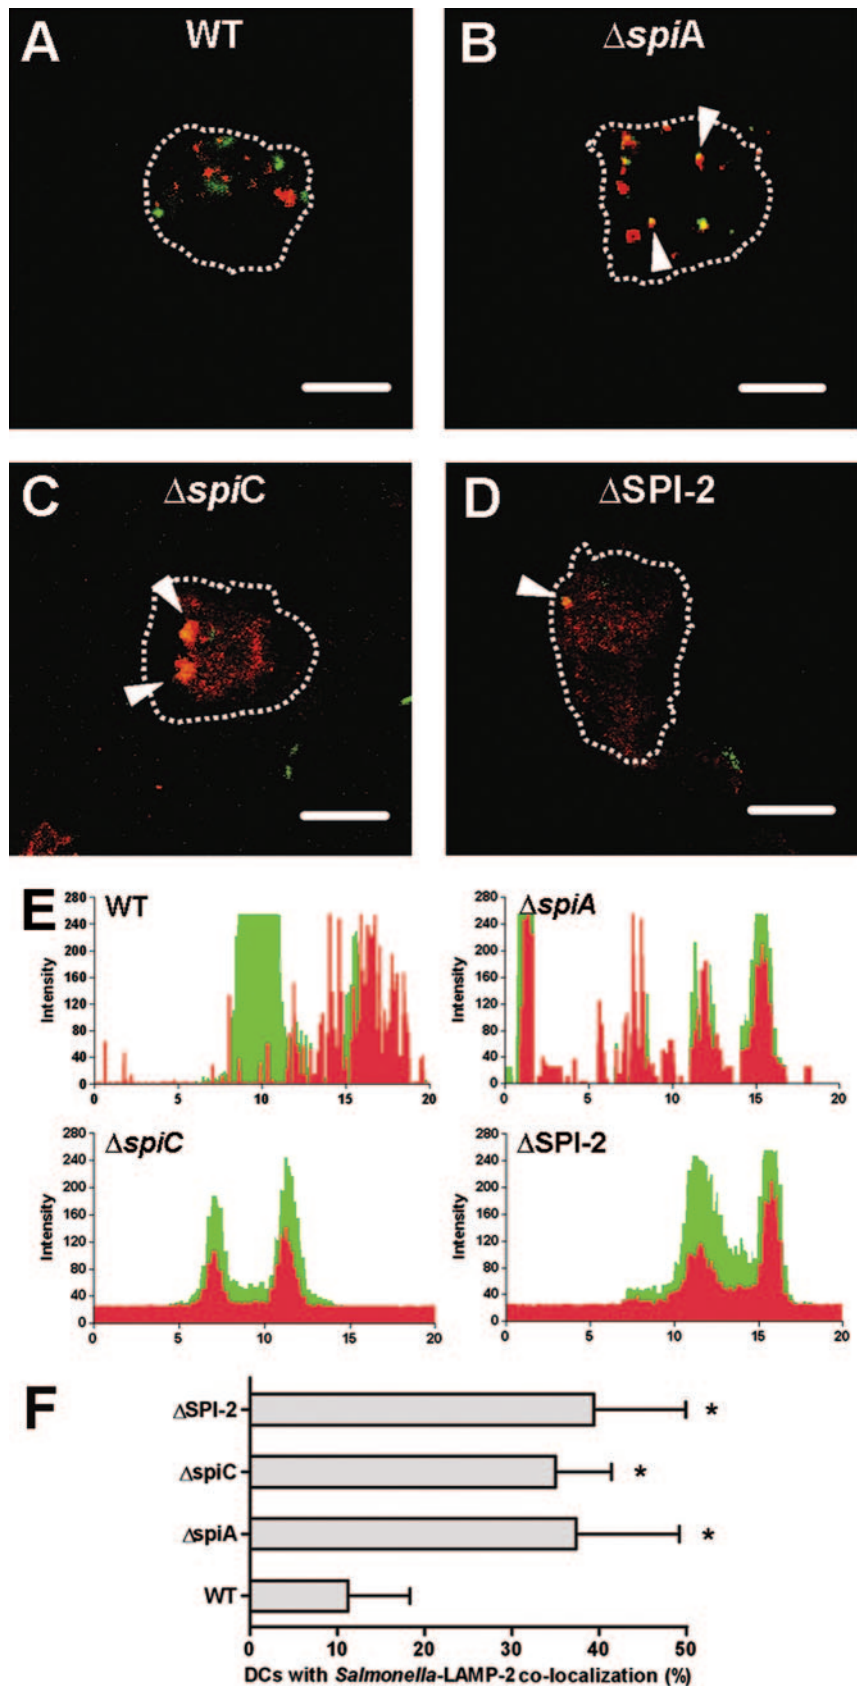 A WT
B ΔspiA
C ΔspiC
D ΔSPI-2
E
WT
Intensity
280
240
200
160
120
80
40
0
0 5 10 15 20
ΔspiA
Intensity
280
240
200
160
120
80
40
0
0 5 10 15 20
ΔspiC
Intensity
280
240
200
160
120
80
40
0
0 5 10 15 20
ΔSPI-2
Intensity
280
240
200
160
120
80
40
0
0 5 10 15 20
F
ΔSPI-2 *
ΔspiC *
ΔspiA *
WT
0 10 20 30 40 50
DCs with Salmonella-LAMP-2 co-localization (%)